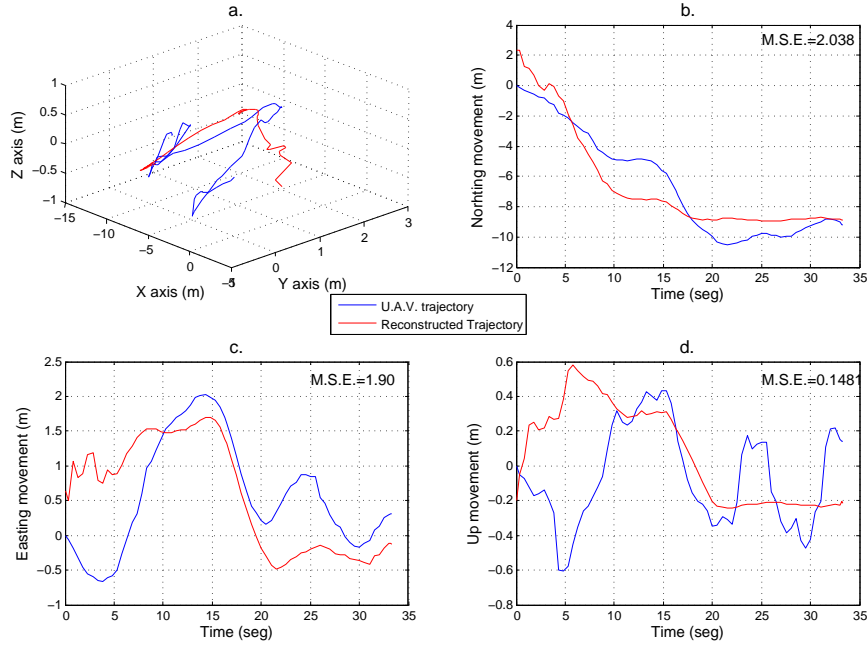 a.
1
0.5
0
−0.5
−1
−15
−10
−5
0
−1
0
1
2
3
Z axis (m)
X axis (m)
Y axis (m)
b.
M.S.E.=2.038
4
2
0
−2
−4
−6
−8
−10
−12
0 5 10 15 20 25 30 35
Norhting movement (m)
Time (seg)
U.A.V. trajectory
Reconstructed Trajectory
c.
M.S.E.=1.90
2.5
2
1.5
1
0.5
0
−0.5
−1
0 5 10 15 20 25 30 35
Easting movement (m)
Time (seg)
d.
M.S.E.=0.1481
0.6
0.4
0.2
0
−0.2
−0.4
−0.6
−0.8
0 5 10 15 20 25 30 35
Up movement (m)
Time (seg)